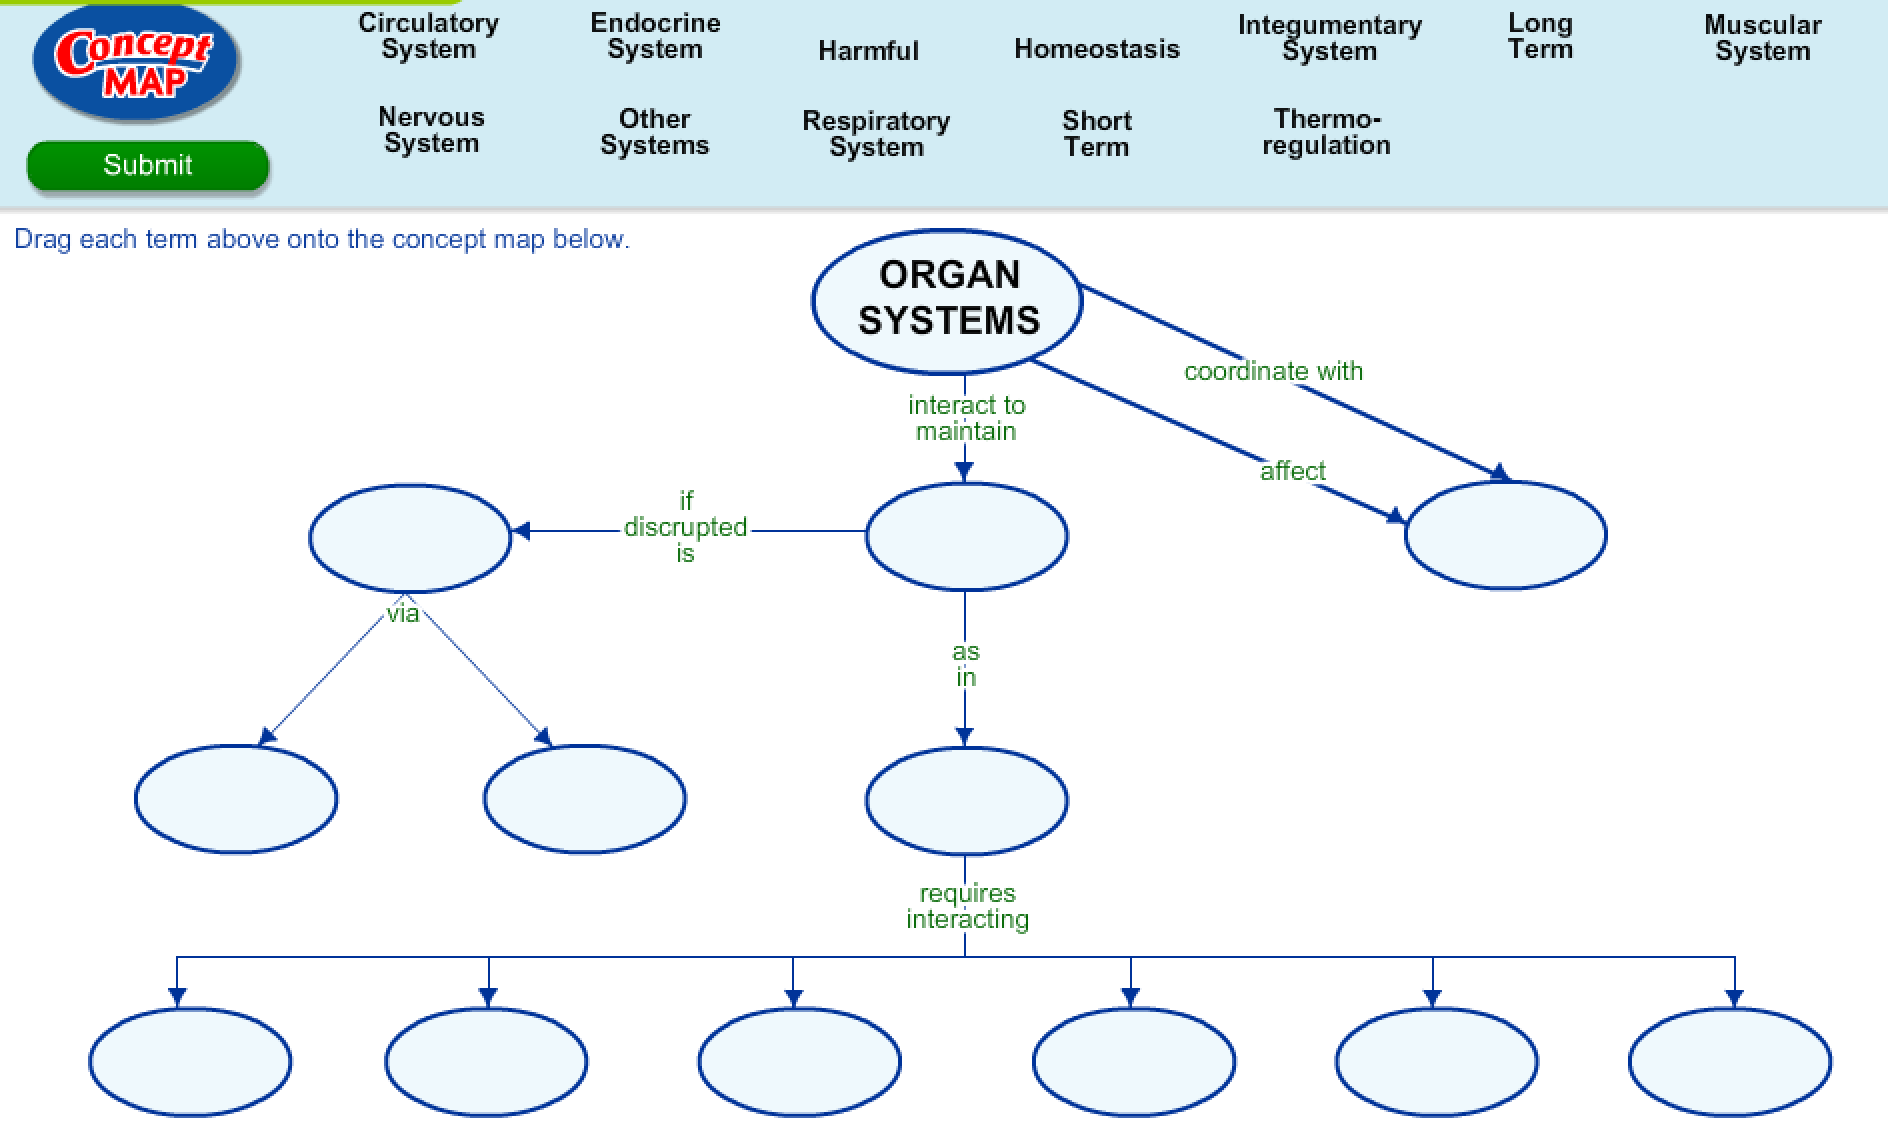 Concept
MAP
Submit
Circulatory
System
Endocrine
System
Harmful
Homeostasis
Integumentary
System
Long
Term
Muscular
System
Nervous
System
Other
Systems
Respiratory
System
Short
Term
Thermo-
regulation
Drag each term above onto the concept map below.
ORGAN
SYSTEMS
coordinate with
interact to
maintain
affect
if
discrupted
is
via
as
in
requires
interacting